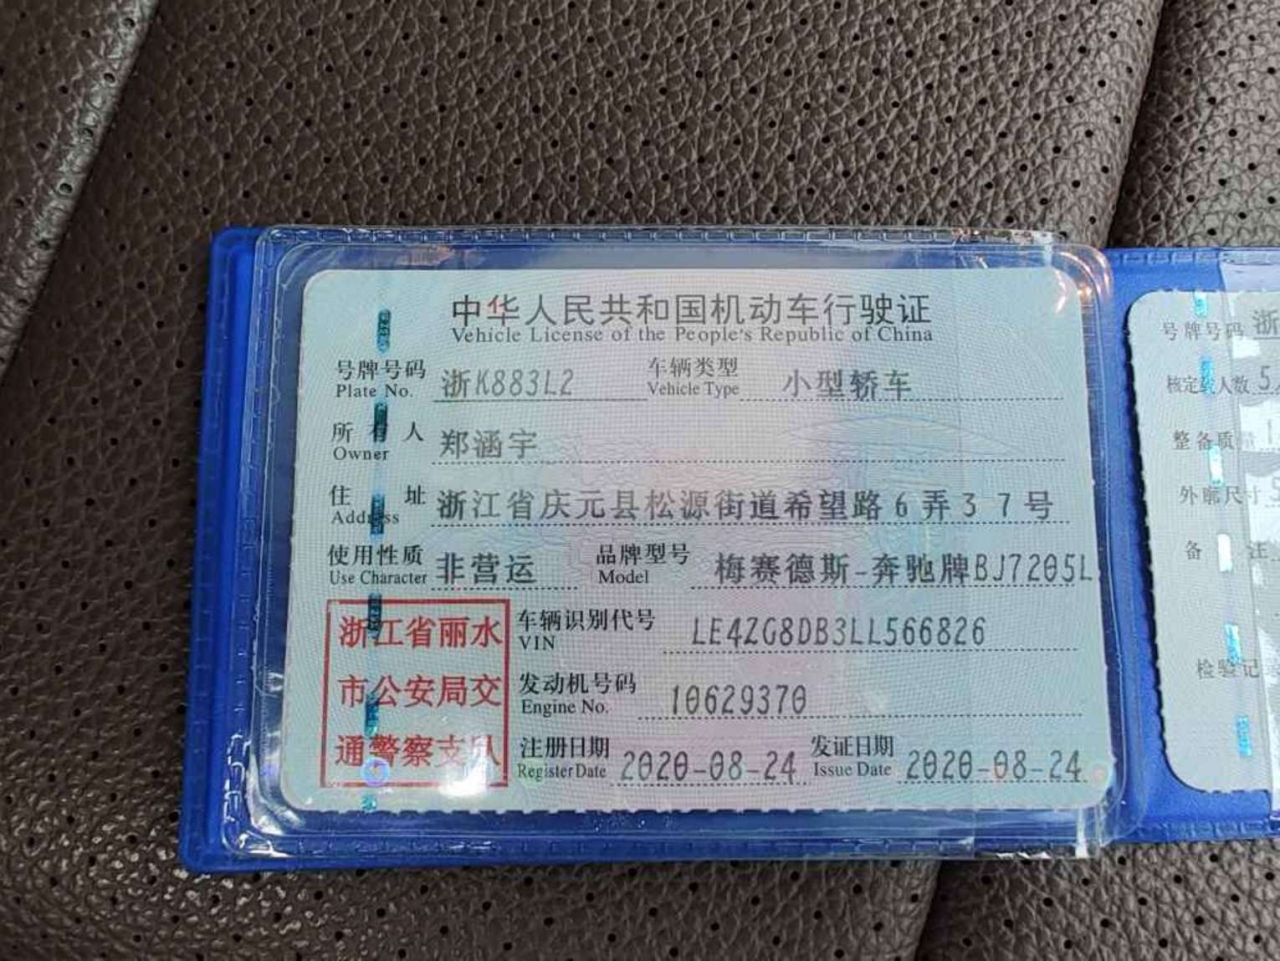 中华人民共和国机动车行驶证
Vehicle License of the People's Republic of China
号牌号码 浙K883L2 车辆类型 小型轿车
Plate No. Vehicle Type
所有人 郑涵宇
Owner
住址 浙江省庆元县松源街道希望路6弄37号
Address
使用性质 非营运 品牌型号 梅赛德斯-奔驰牌BJ7205L
Use Character Model
浙江省丽水
市公安局交
通警察支队
车辆识别代号 LE4ZG8DB3LL566826
VIN
发动机号码 10629370
Engine No.
注册日期 2020-08-24 发证日期 2020-08-24
Register Date Issue Date
号牌号码 浙
核定载人数 5
整备质量 1
外廓尺寸
备注
检验记